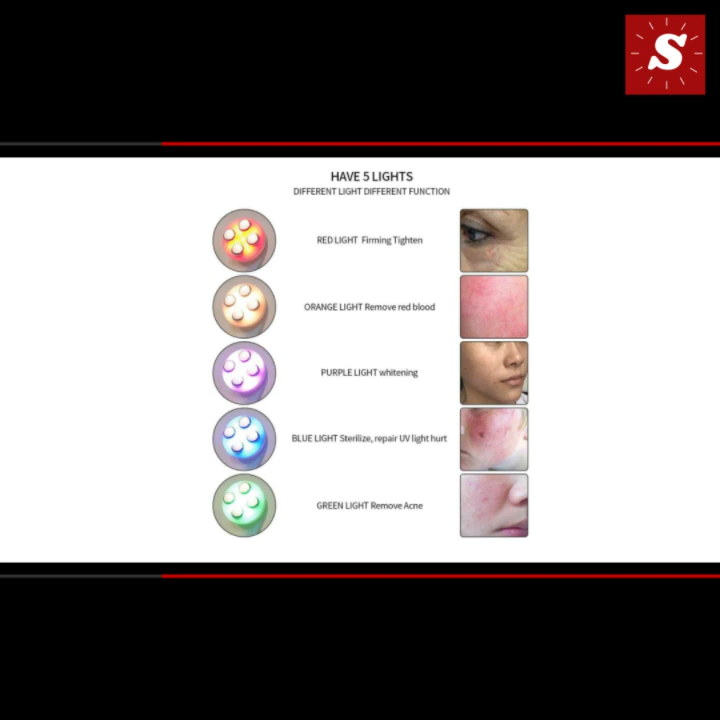 S
HAVE 5 LIGHTS
DIFFERENT LIGHT DIFFERENT FUNCTION
RED LIGHT Firming Tighten
ORANGE LIGHT Remove red blood
PURPLE LIGHT whitening
BLUE LIGHT Sterilize, repair UV light hurt
GREEN LIGHT Remove Acne